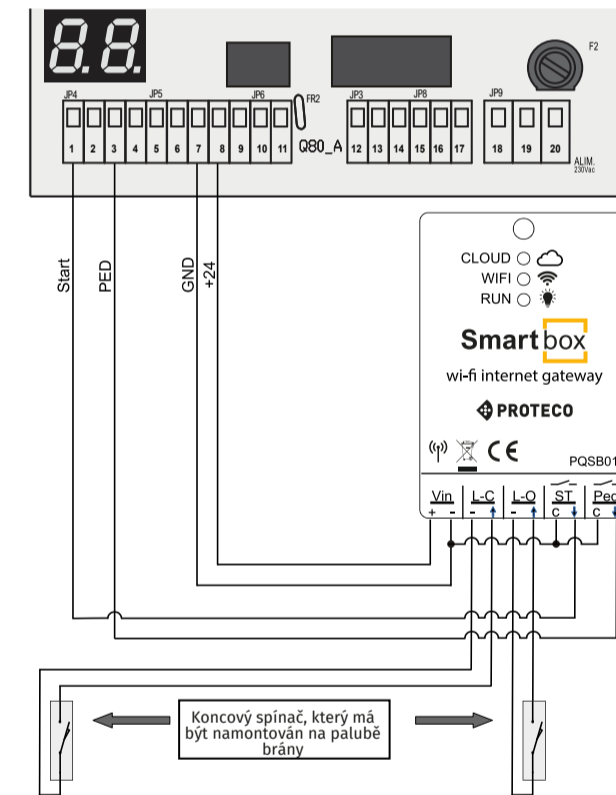 8.8.
F2
JP4 JP5 JP6 FR2 JP3 JP8 JP9
1 2 3 4 5 6 7 8 9 10 11 Q80_A 12 13 14 15 16 17 18 19 20
ALIM.
230Vac
Start
PED
GND
+24
CLOUD
WIFI
RUN
Smart box
wi-fi internet gateway
PROTECO
CE
PQSB01
Vin L-C L-O ST Ped
+ - - - C C
Koncový spínač, který má
být namontován na palubě
brány